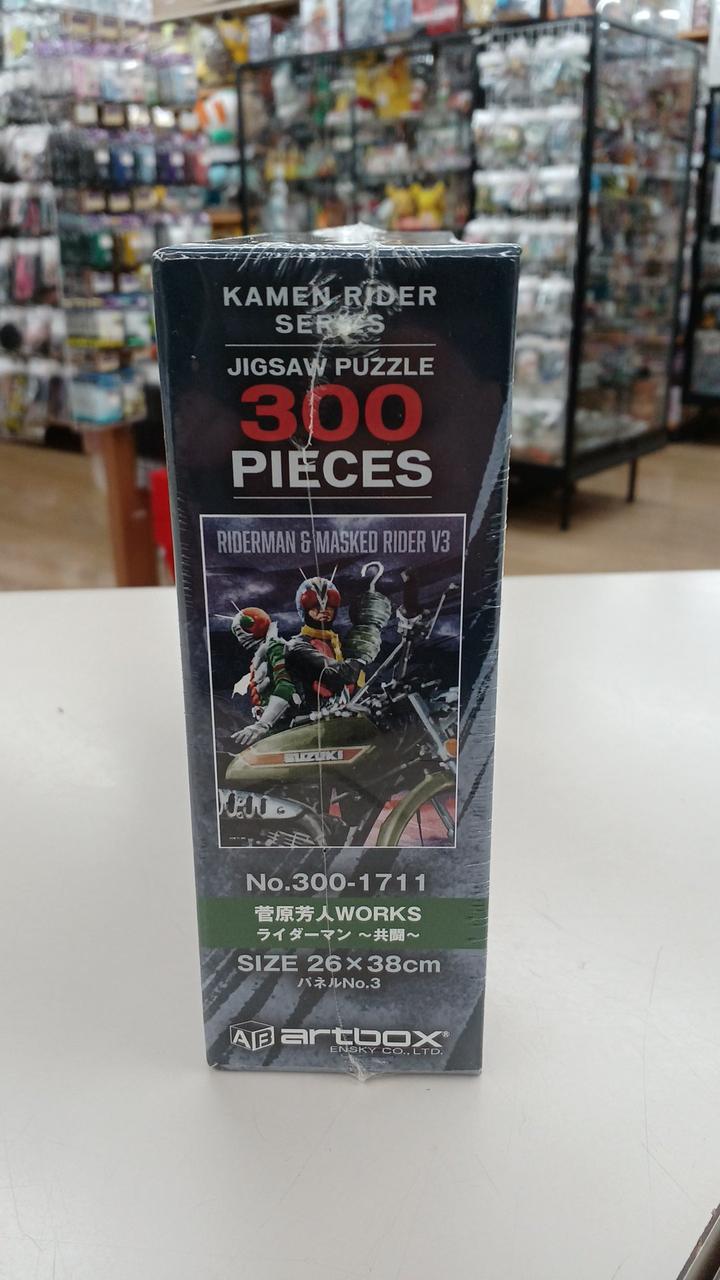 KAMEN RIDER
SERIES
JIGSAW PUZZLE
300
PIECES
RIDERMAN & MASKED RIDER V3
SUZUKI
No.300-1711
菅原芳人WORKS
ライダーマン 〜共闘〜
SIZE 26×38cm
パネルNo.3
AB artbox®
ENSKY CO., LTD.